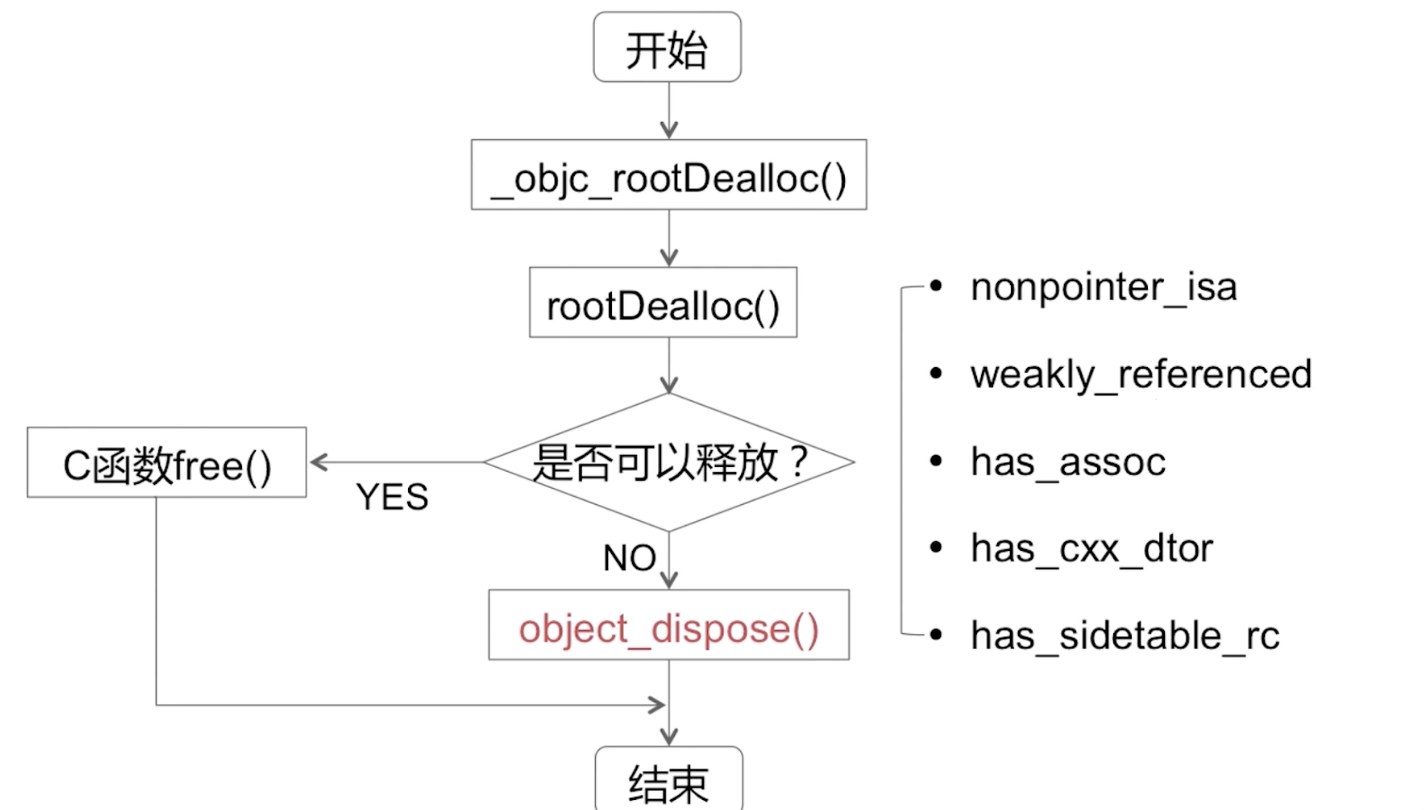 开始
_objc_rootDealloc()
rootDealloc()
是否可以释放？
YES
C函数free()
NO
object_dispose()
结束
• nonpointer_isa
• weakly_referenced
• has_assoc
• has_cxx_dtor
• has_sidetable_rc